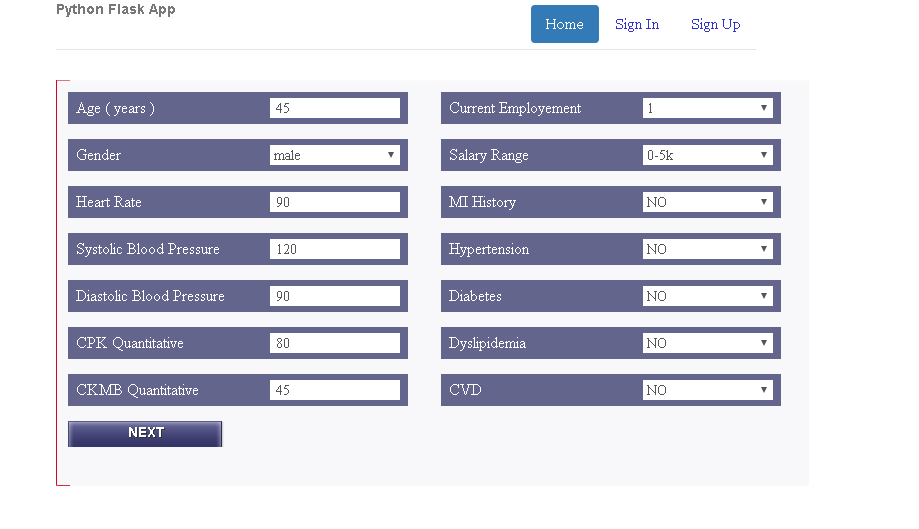 Python Flask App
Home Sign In Sign Up
Age ( years ) 45 Current Employement 1
Gender male Salary Range 0-5k
Heart Rate 90 MI History NO
Systolic Blood Pressure 120 Hypertension NO
Diastolic Blood Pressure 90 Diabetes NO
CPK Quantitative 80 Dyslipidemia NO
CKMB Quantitative 45 CVD NO
NEXT